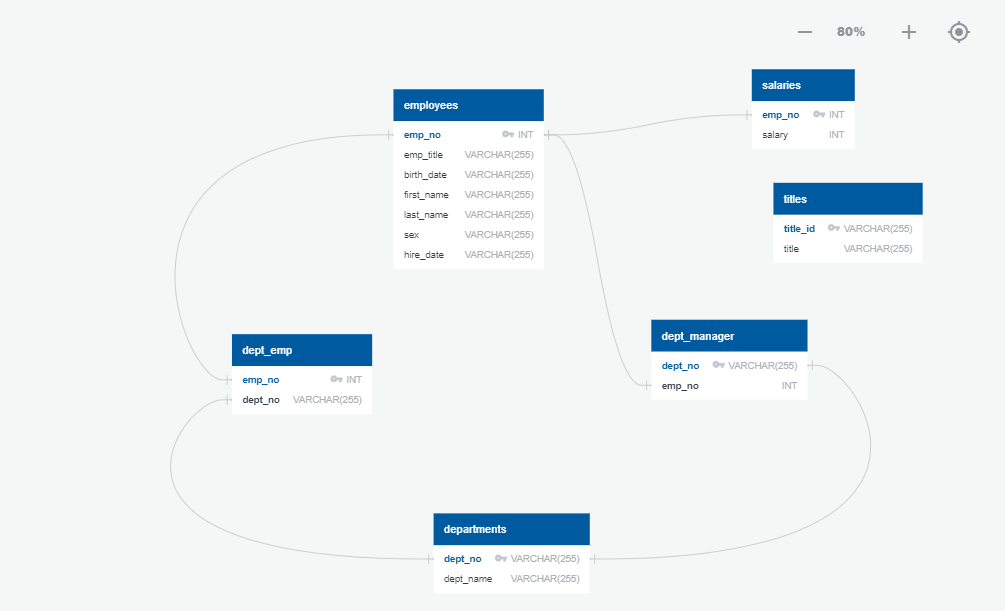 80%
employees
emp_no INT
emp_title VARCHAR(255)
birth_date VARCHAR(255)
first_name VARCHAR(255)
last_name VARCHAR(255)
sex VARCHAR(255)
hire_date VARCHAR(255)
salaries
emp_no INT
salary INT
titles
title_id VARCHAR(255)
title VARCHAR(255)
dept_emp
emp_no INT
dept_no VARCHAR(255)
dept_manager
dept_no VARCHAR(255)
emp_no INT
departments
dept_no VARCHAR(255)
dept_name VARCHAR(255)